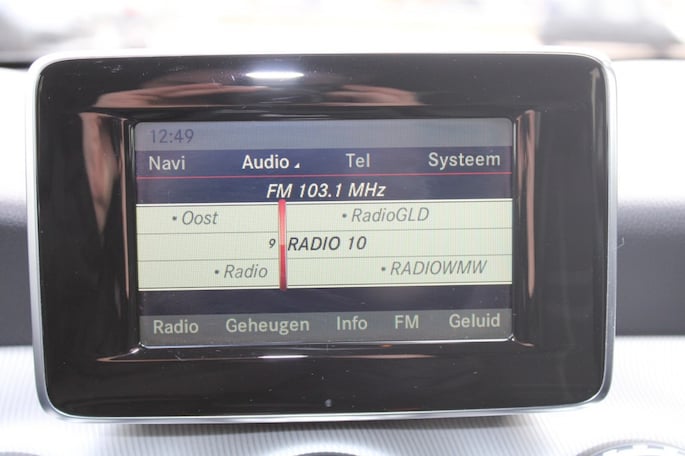 12:49
Navi Audio Tel Systeem
FM 103.1 MHz
• Oost • RadioGLD
9 RADIO 10
• Radio • RADIOWMW
Radio Geheugen Info FM Geluid